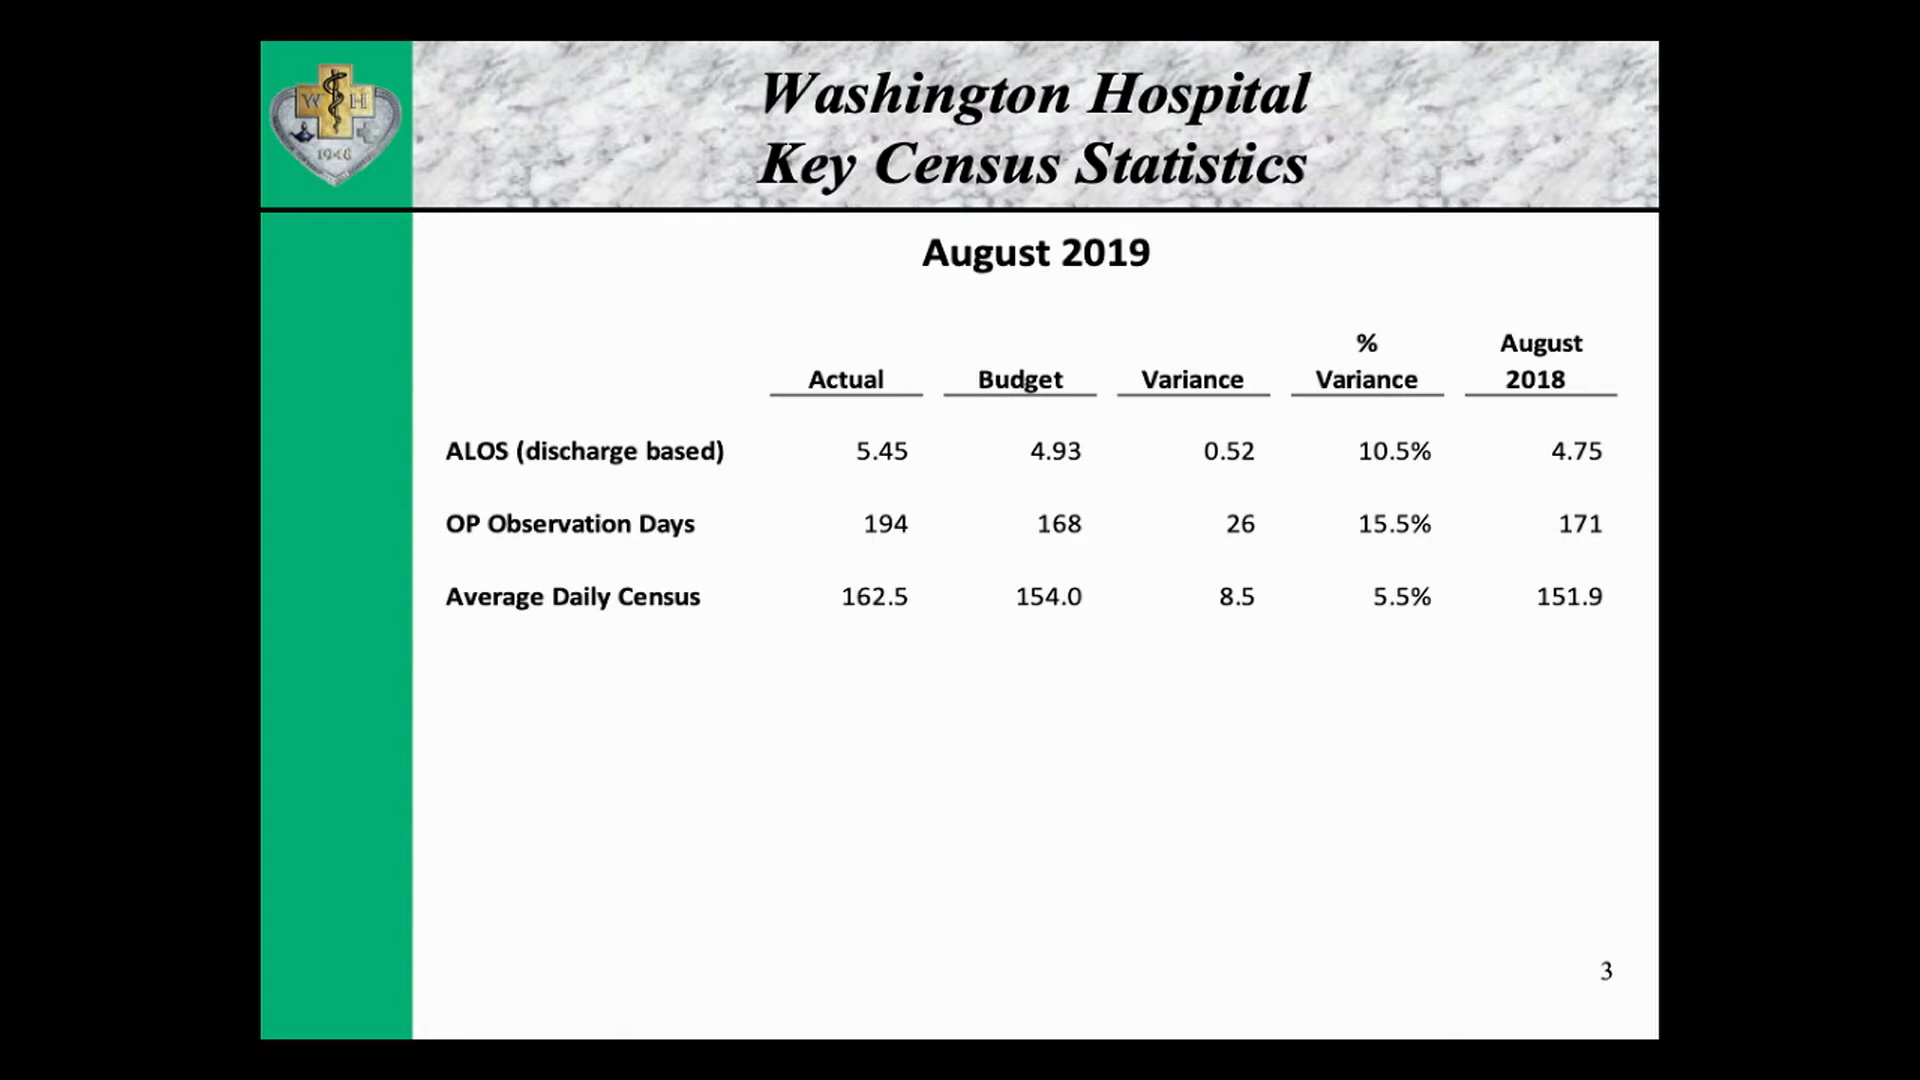 W H
1948
Washington Hospital
Key Census Statistics
August 2019
% August
Actual Budget Variance Variance 2018
ALOS (discharge based) 5.45 4.93 0.52 10.5% 4.75
OP Observation Days 194 168 26 15.5% 171
Average Daily Census 162.5 154.0 8.5 5.5% 151.9
3